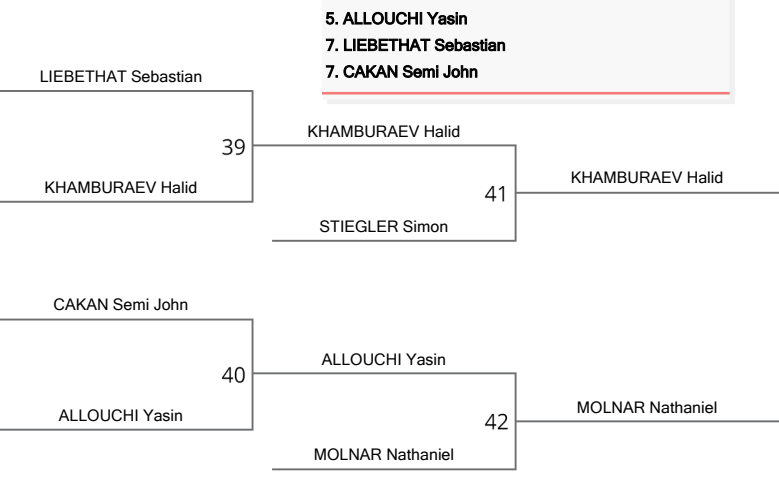 5. ALLOUCHI Yasin
7. LIEBETHAT Sebastian
7. CAKAN Semi John
LIEBETHAT Sebastian
39
KHAMBURAEV Halid
KHAMBURAEV Halid
41
STIEGLER Simon
KHAMBURAEV Halid
CAKAN Semi John
40
ALLOUCHI Yasin
ALLOUCHI Yasin
42
MOLNAR Nathaniel
MOLNAR Nathaniel